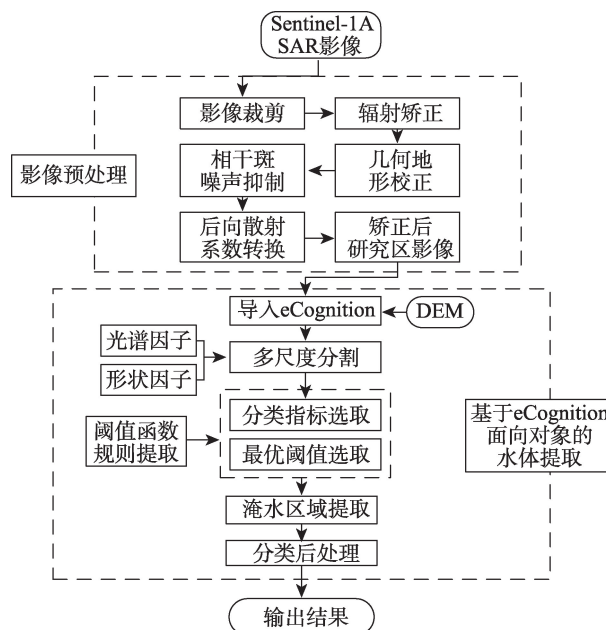 Sentinel-1A
SAR影像
影像裁剪
辐射矫正
影像预处理
相干斑
噪声抑制
几何地
形校正
后向散射
系数转换
矫正后
研究区影像
导入eCognition
DEM
光谱因子
形状因子
多尺度分割
阈值函数
规则提取
分类指标选取
最优阈值选取
基于eCognition
面向对象的
水体提取
淹水区域提取
分类后处理
输出结果